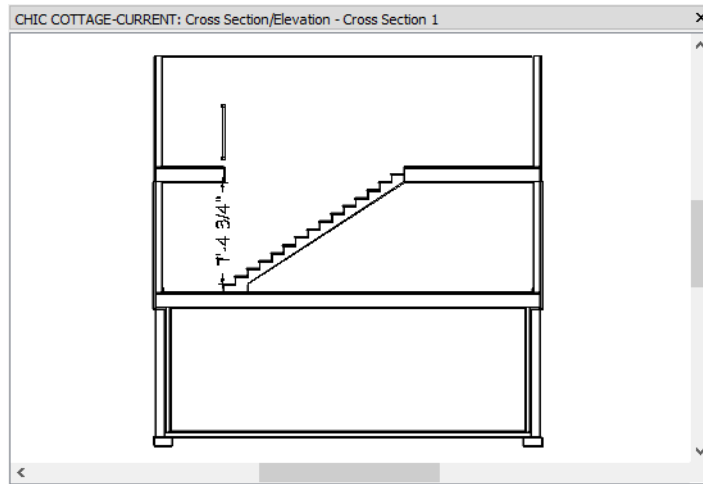 CHIC COTTAGE-CURRENT: Cross Section/Elevation - Cross Section 1
7'-4 3/4"